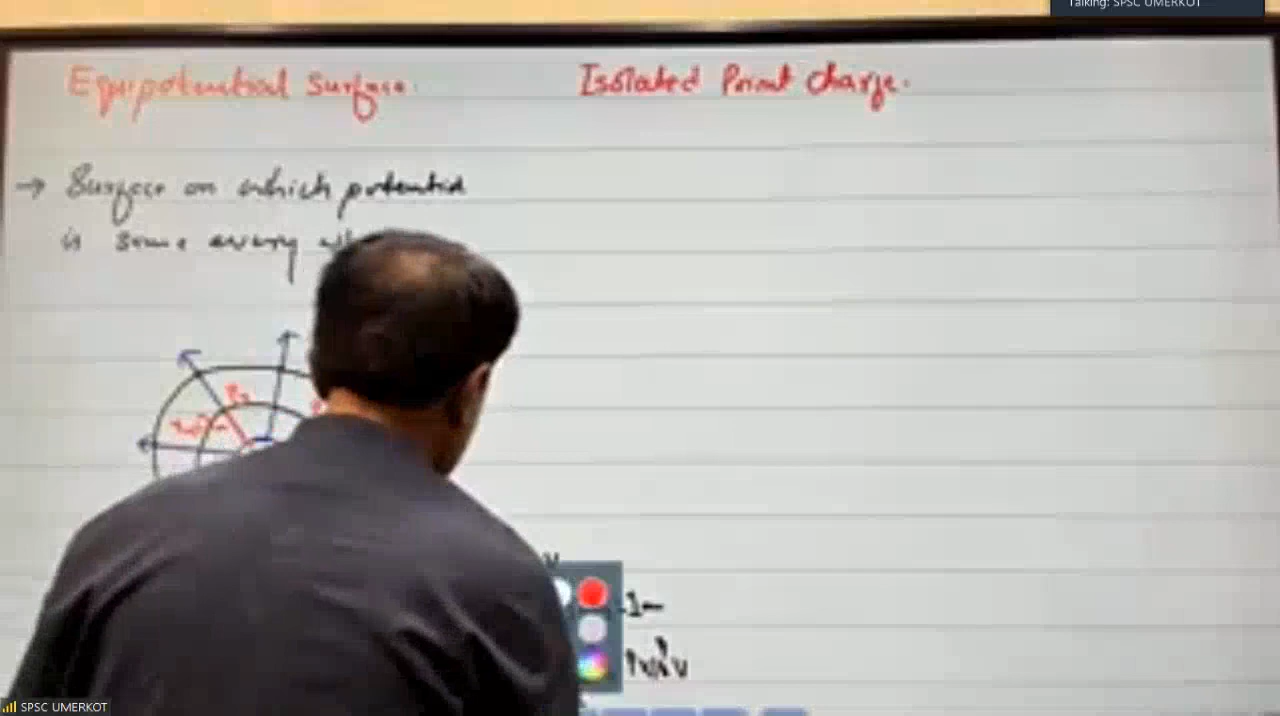 Talking: SPSC UMERKOT
Equipotential Surface.
Isolated Point Charge.
→ Surface on which potential
is same every
SPSC UMERKOT